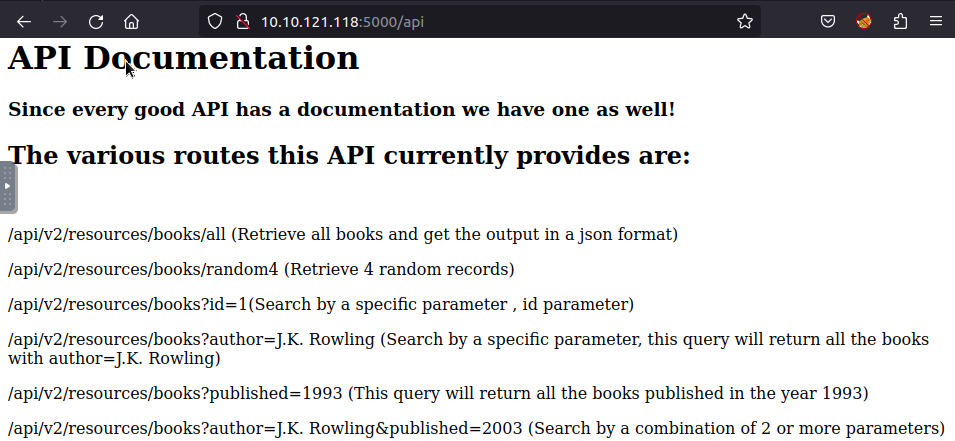 10.10.121.118:5000/api
API Documentation
Since every good API has a documentation we have one as well!
The various routes this API currently provides are:
/api/v2/resources/books/all (Retrieve all books and get the output in a json format)
/api/v2/resources/books/random4 (Retrieve 4 random records)
/api/v2/resources/books?id=1(Search by a specific parameter , id parameter)
/api/v2/resources/books?author=J.K. Rowling (Search by a specific parameter, this query will return all the books
with author=J.K. Rowling)
/api/v2/resources/books?published=1993 (This query will return all the books published in the year 1993)
/api/v2/resources/books?author=J.K. Rowling&published=2003 (Search by a combination of 2 or more parameters)